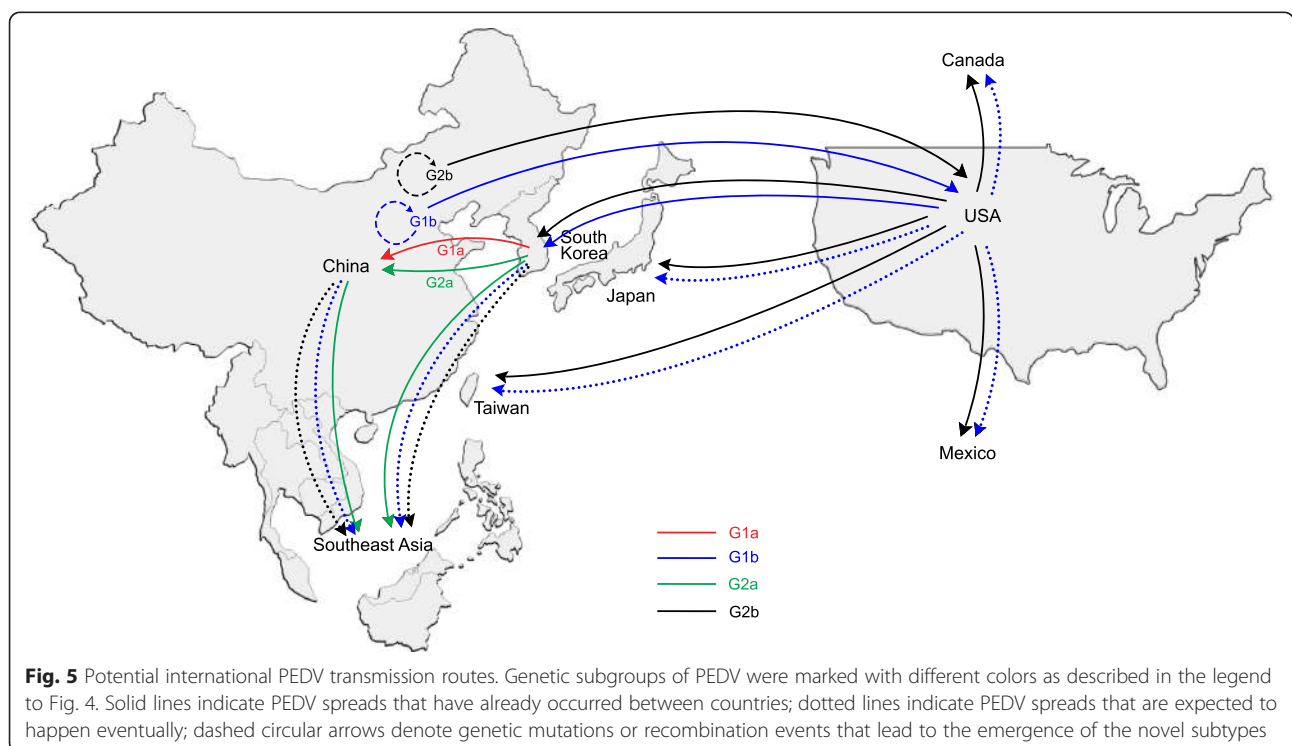 Canada
G2b
USA
G1b
South
Korea
G1a
China
G2a
Japan
Taiwan
Mexico
Southeast Asia
G1a
G1b
G2a
G2b
Fig. 5 Potential international PEDV transmission routes. Genetic subgroups of PEDV were marked with different colors as described in the legend
to Fig. 4. Solid lines indicate PEDV spreads that have already occurred between countries; dotted lines indicate PEDV spreads that are expected to
happen eventually; dashed circular arrows denote genetic mutations or recombination events that lead to the emergence of the novel subtypes